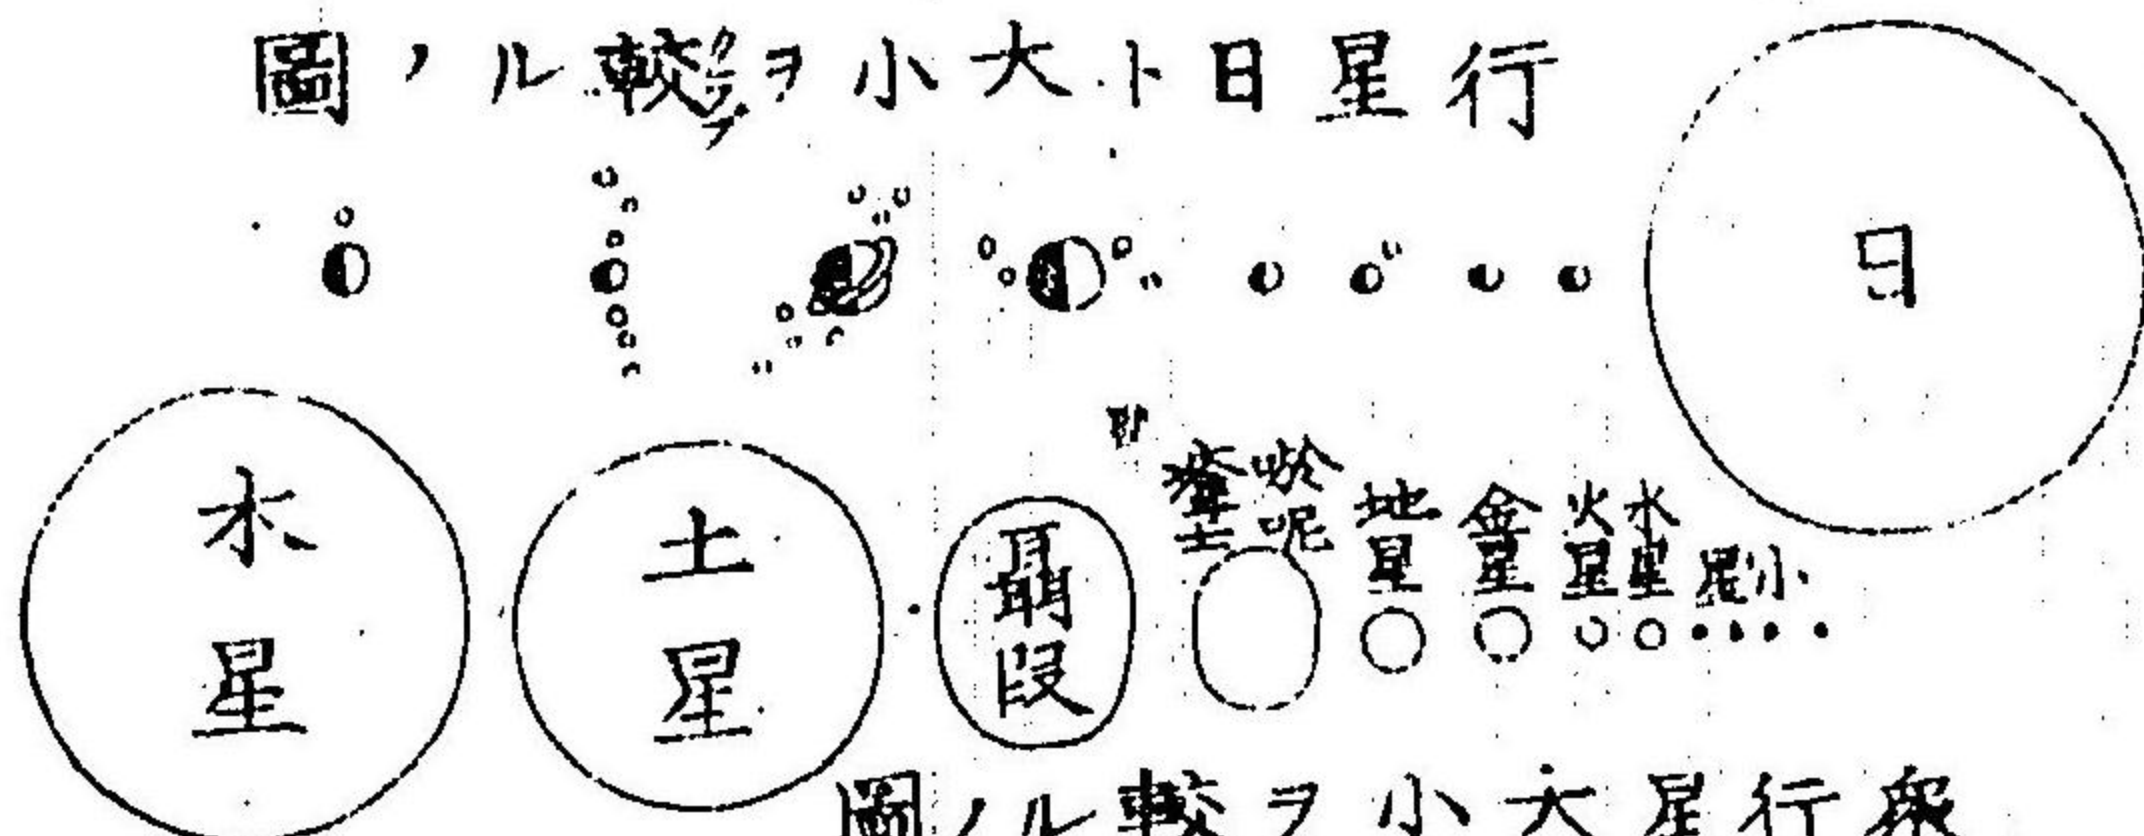 行星日ト大小ヲ較ルノ圖
日
小星
水星
火星
金星
地星
土星
木星
衆行星大小ヲ較ルノ圖